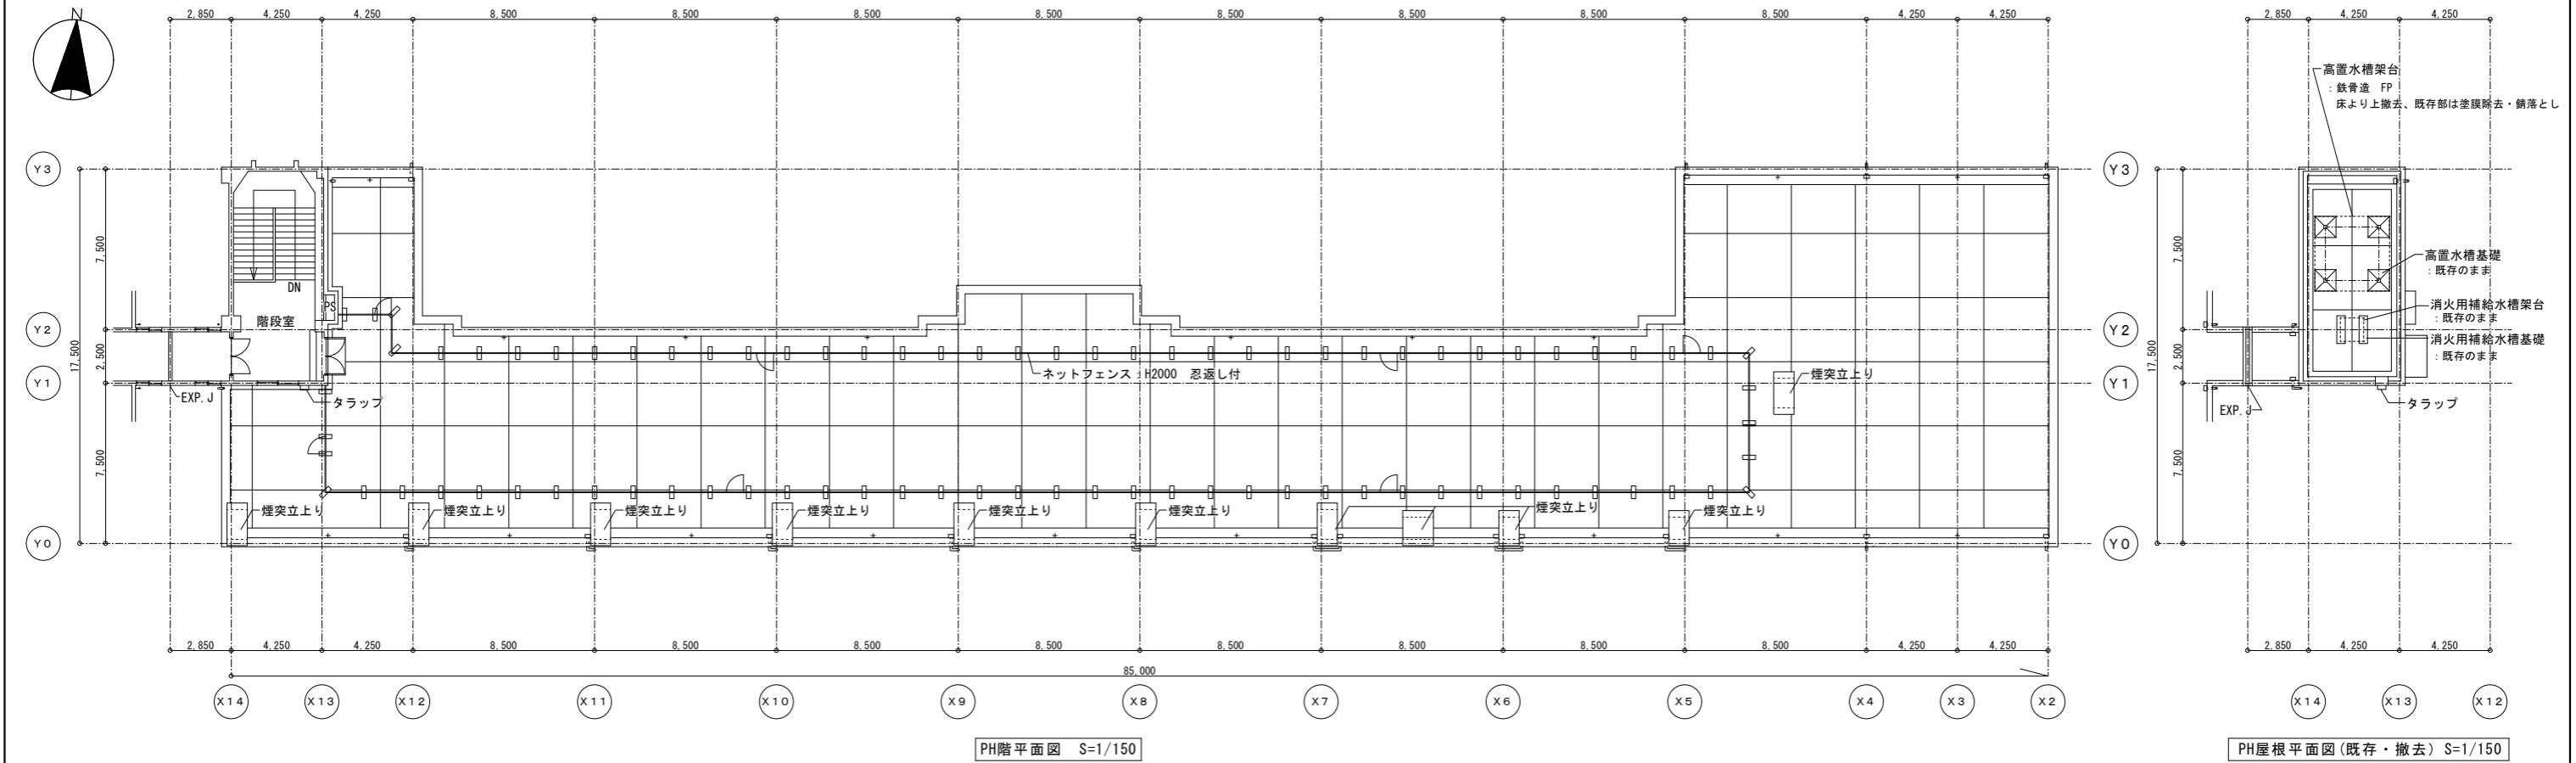 2,850 4,250 4,250 8,500 8,500 8,500 8,500 8,500 8,500 8,500 4,250 4,250
N
Y3
Y2
Y1
Y0
7,500
2,500
7,500
17,500
DN
PS
階段室
EXP.J
タラップ
ネットフェンス：H2000 忍返し付
煙突立上り
煙突立上り
煙突立上り
煙突立上り
煙突立上り
煙突立上り
煙突立上り
煙突立上り
煙突立上り
2,850 4,250 4,250 8,500 8,500 8,500 8,500 8,500 8,500 8,500 4,250 4,250
85,000
X14 X13 X12 X11 X10 X9 X8 X7 X6 X5 X4 X3 X2
PH階平面図 S=1/150
2,850 4,250 4,250
高置水槽架台
：鉄骨造 FP
床より上撤去、既存部は塗膜除去・錆落とし
Y3
Y2
Y1
Y0
7,500
2,500
7,500
17,500
高置水槽基礎
：既存のまま
消火用補給水槽架台
：既存のまま
消火用補給水槽基礎
：既存のまま
EXP.J
タラップ
2,850 4,250 4,250
X14 X13 X12
PH屋根平面図(既存・撤去) S=1/150